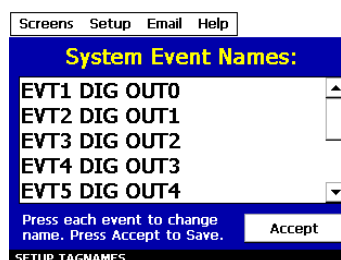 Screens Setup Email Help
System Event Names:
EVT1 DIG OUT0
EVT2 DIG OUT1
EVT3 DIG OUT2
EVT4 DIG OUT3
EVT5 DIG OUT4
Press each event to change
name. Press Accept to Save.
Accept
SETUP TAGNAMES